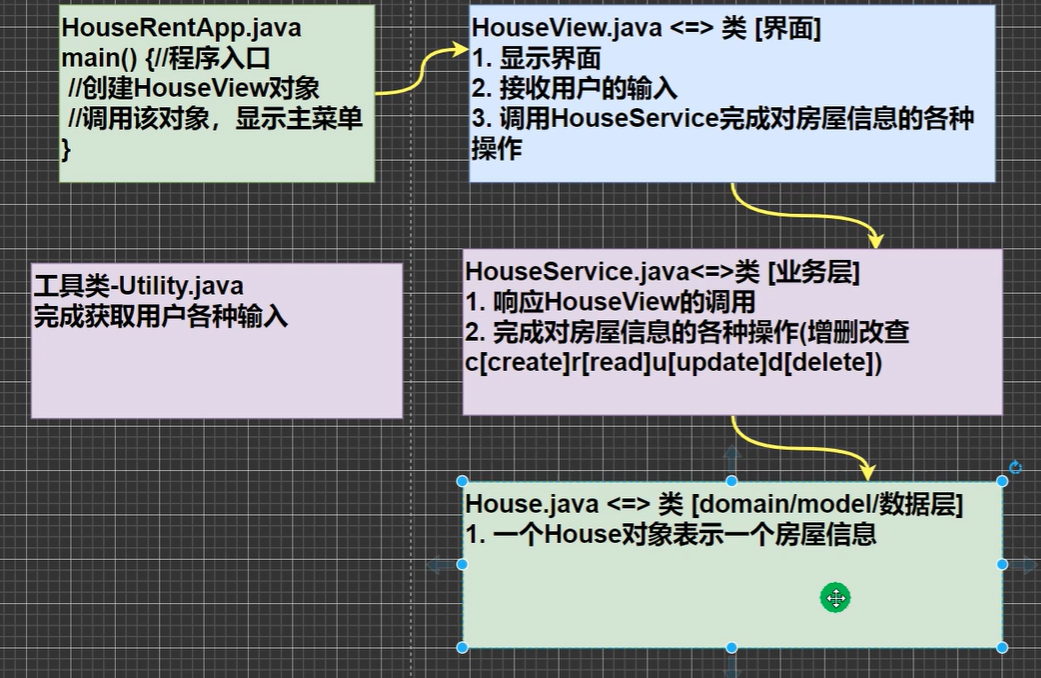 HouseRentApp.java
main() {//程序入口
//创建HouseView对象
//调用该对象，显示主菜单
}
HouseView.java <=> 类 [界面]
1. 显示界面
2. 接收用户的输入
3. 调用HouseService完成对房屋信息的各种
操作
工具类-Utility.java
完成获取用户各种输入
HouseService.java<=>类 [业务层]
1. 响应HouseView的调用
2. 完成对房屋信息的各种操作(增删改查
c[create]r[read]u[update]d[delete])
House.java <=> 类 [domain/model/数据层]
1. 一个House对象表示一个房屋信息